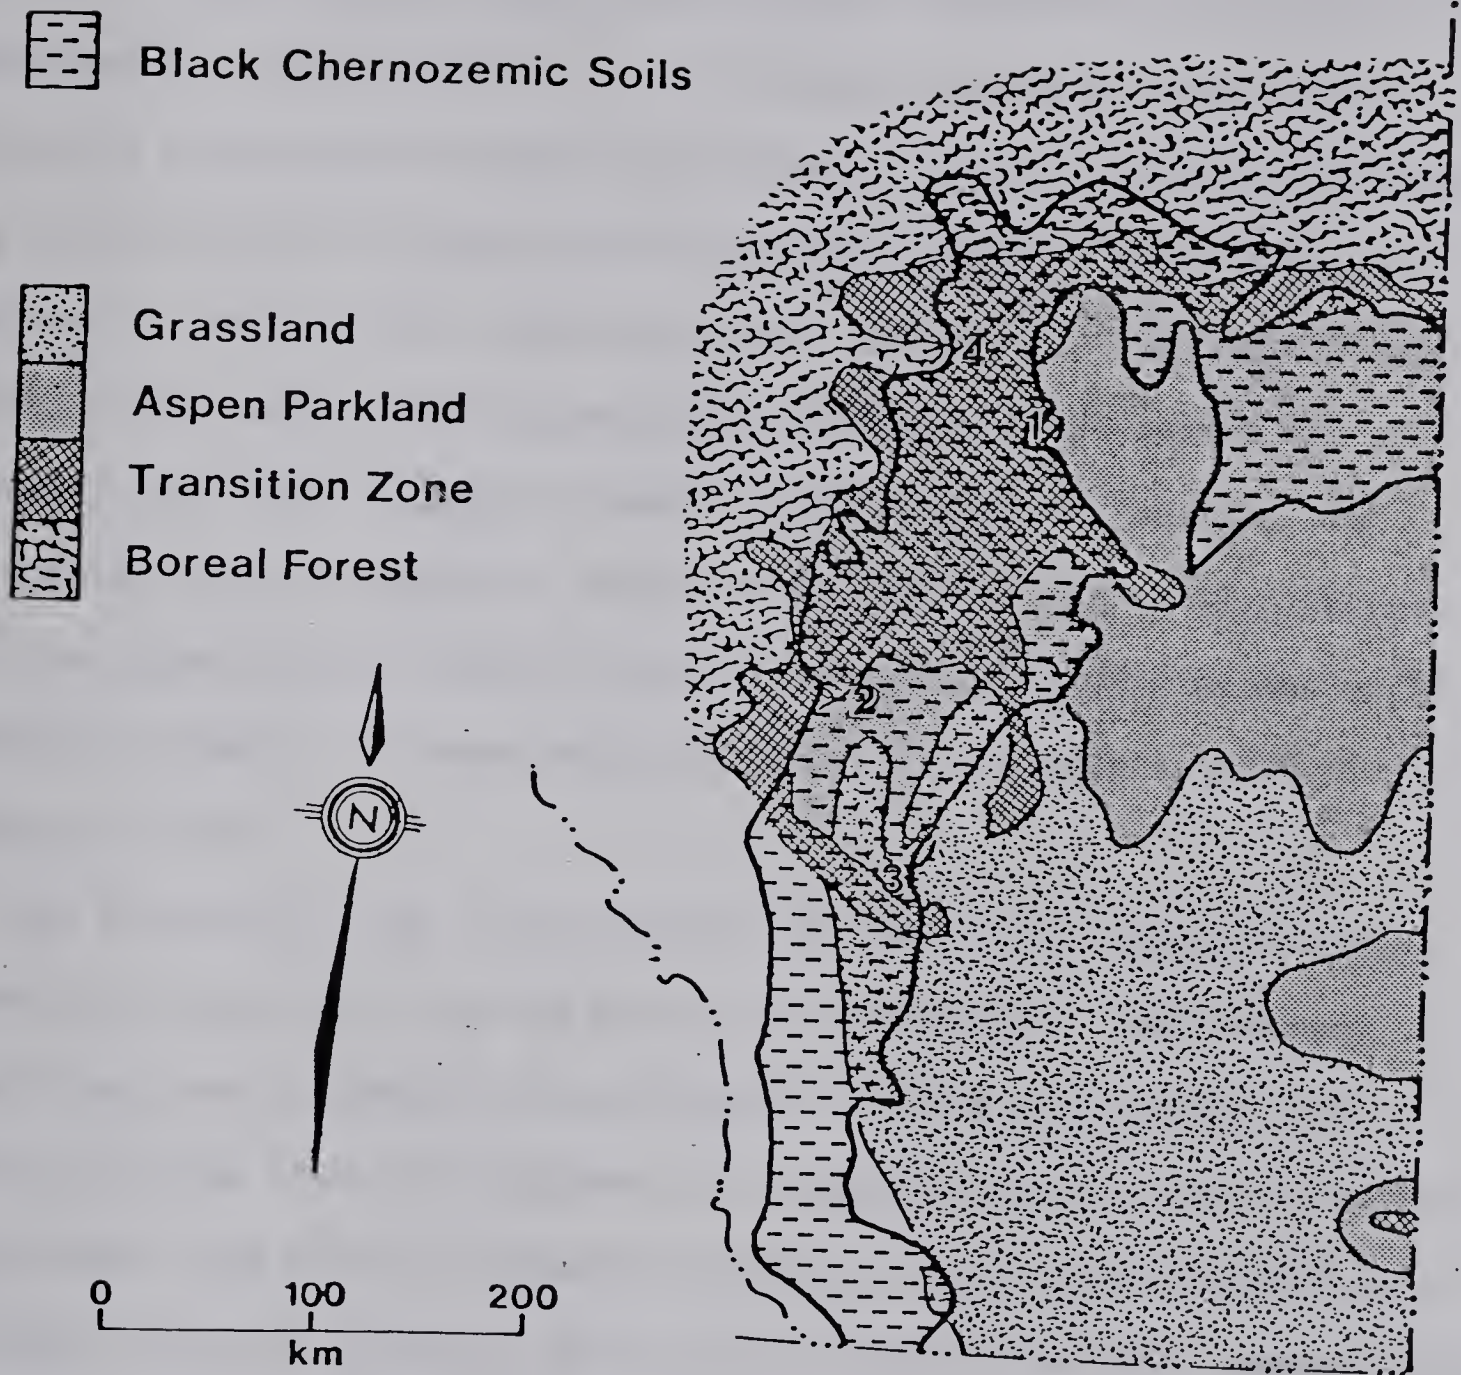 Black Chernozemic Soils
Grassland
Aspen Parkland
Transition Zone
Boreal Forest
4
1
2
3
N
0 100 200
km